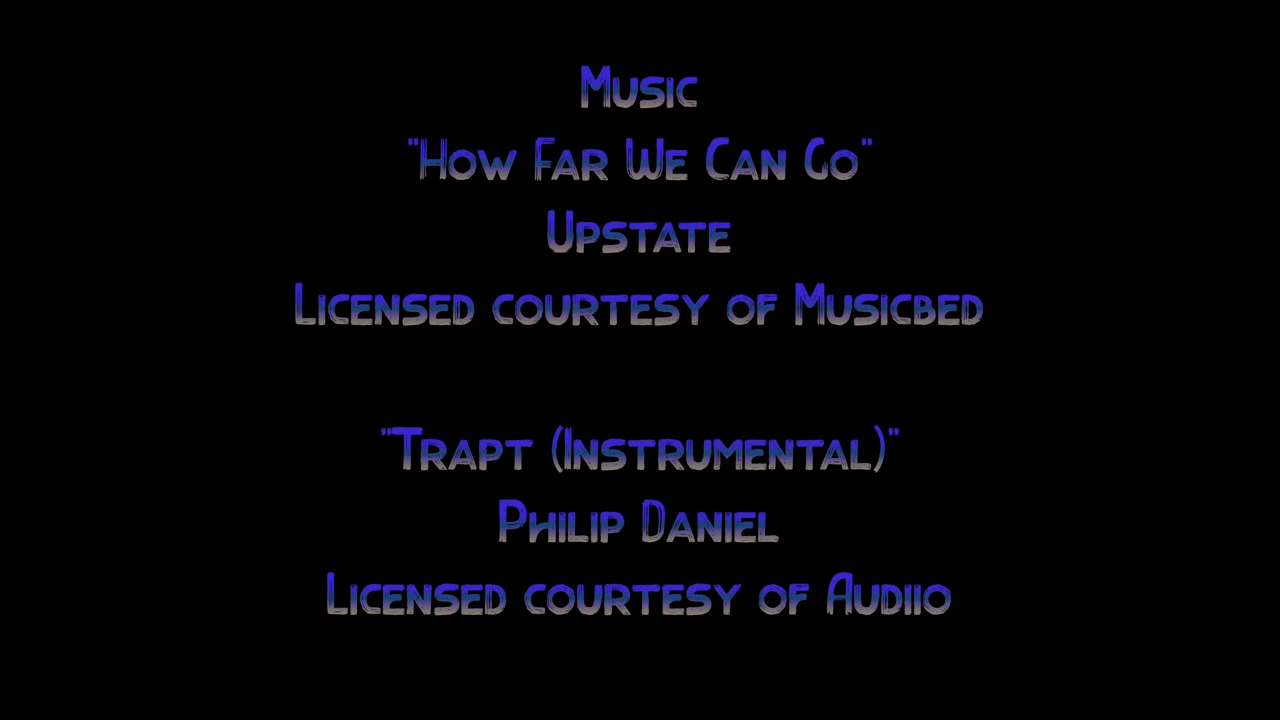 Music
"How Far We Can Go"
Upstate
Licensed courtesy of Musicbed
"Trapt (Instrumental)"
Philip Daniel
Licensed courtesy of Audiio